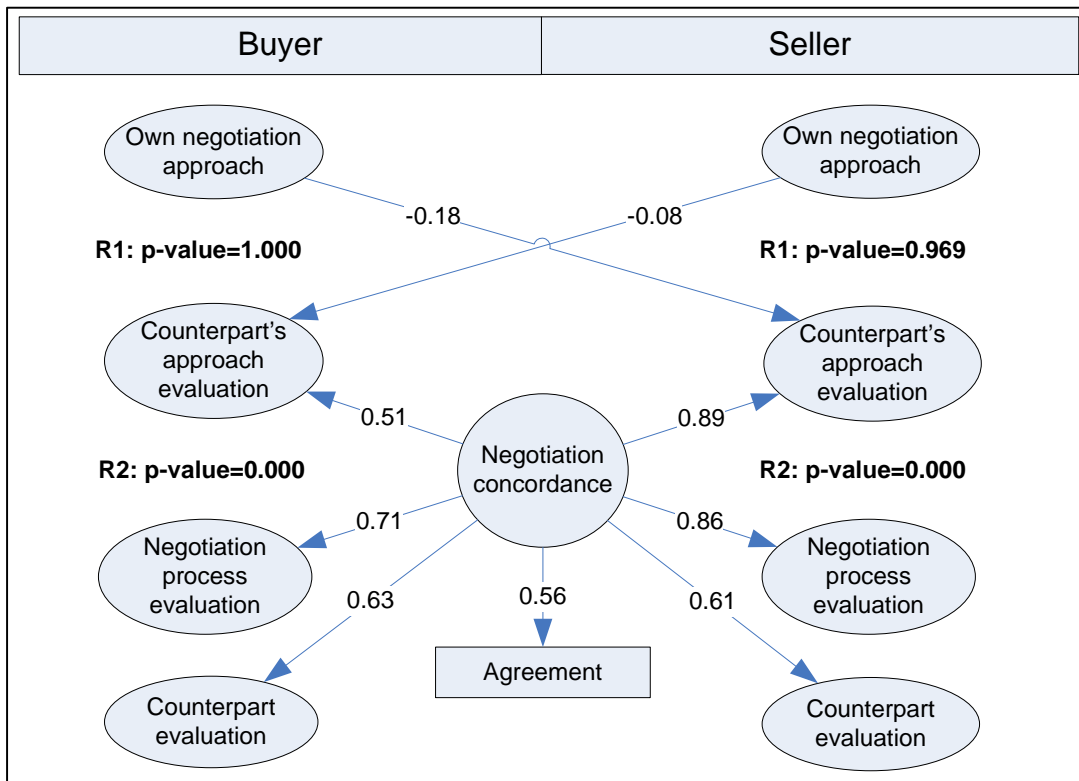 Buyer
Seller
Own negotiation
approach
Own negotiation
approach
-0.18
-0.08
R1: p-value=1.000
R1: p-value=0.969
Counterpart's
approach
evaluation
Counterpart's
approach
evaluation
0.51
0.89
Negotiation
concordance
R2: p-value=0.000
R2: p-value=0.000
0.71
0.86
Negotiation
process
evaluation
Negotiation
process
evaluation
0.63
0.56
0.61
Agreement
Counterpart
evaluation
Counterpart
evaluation